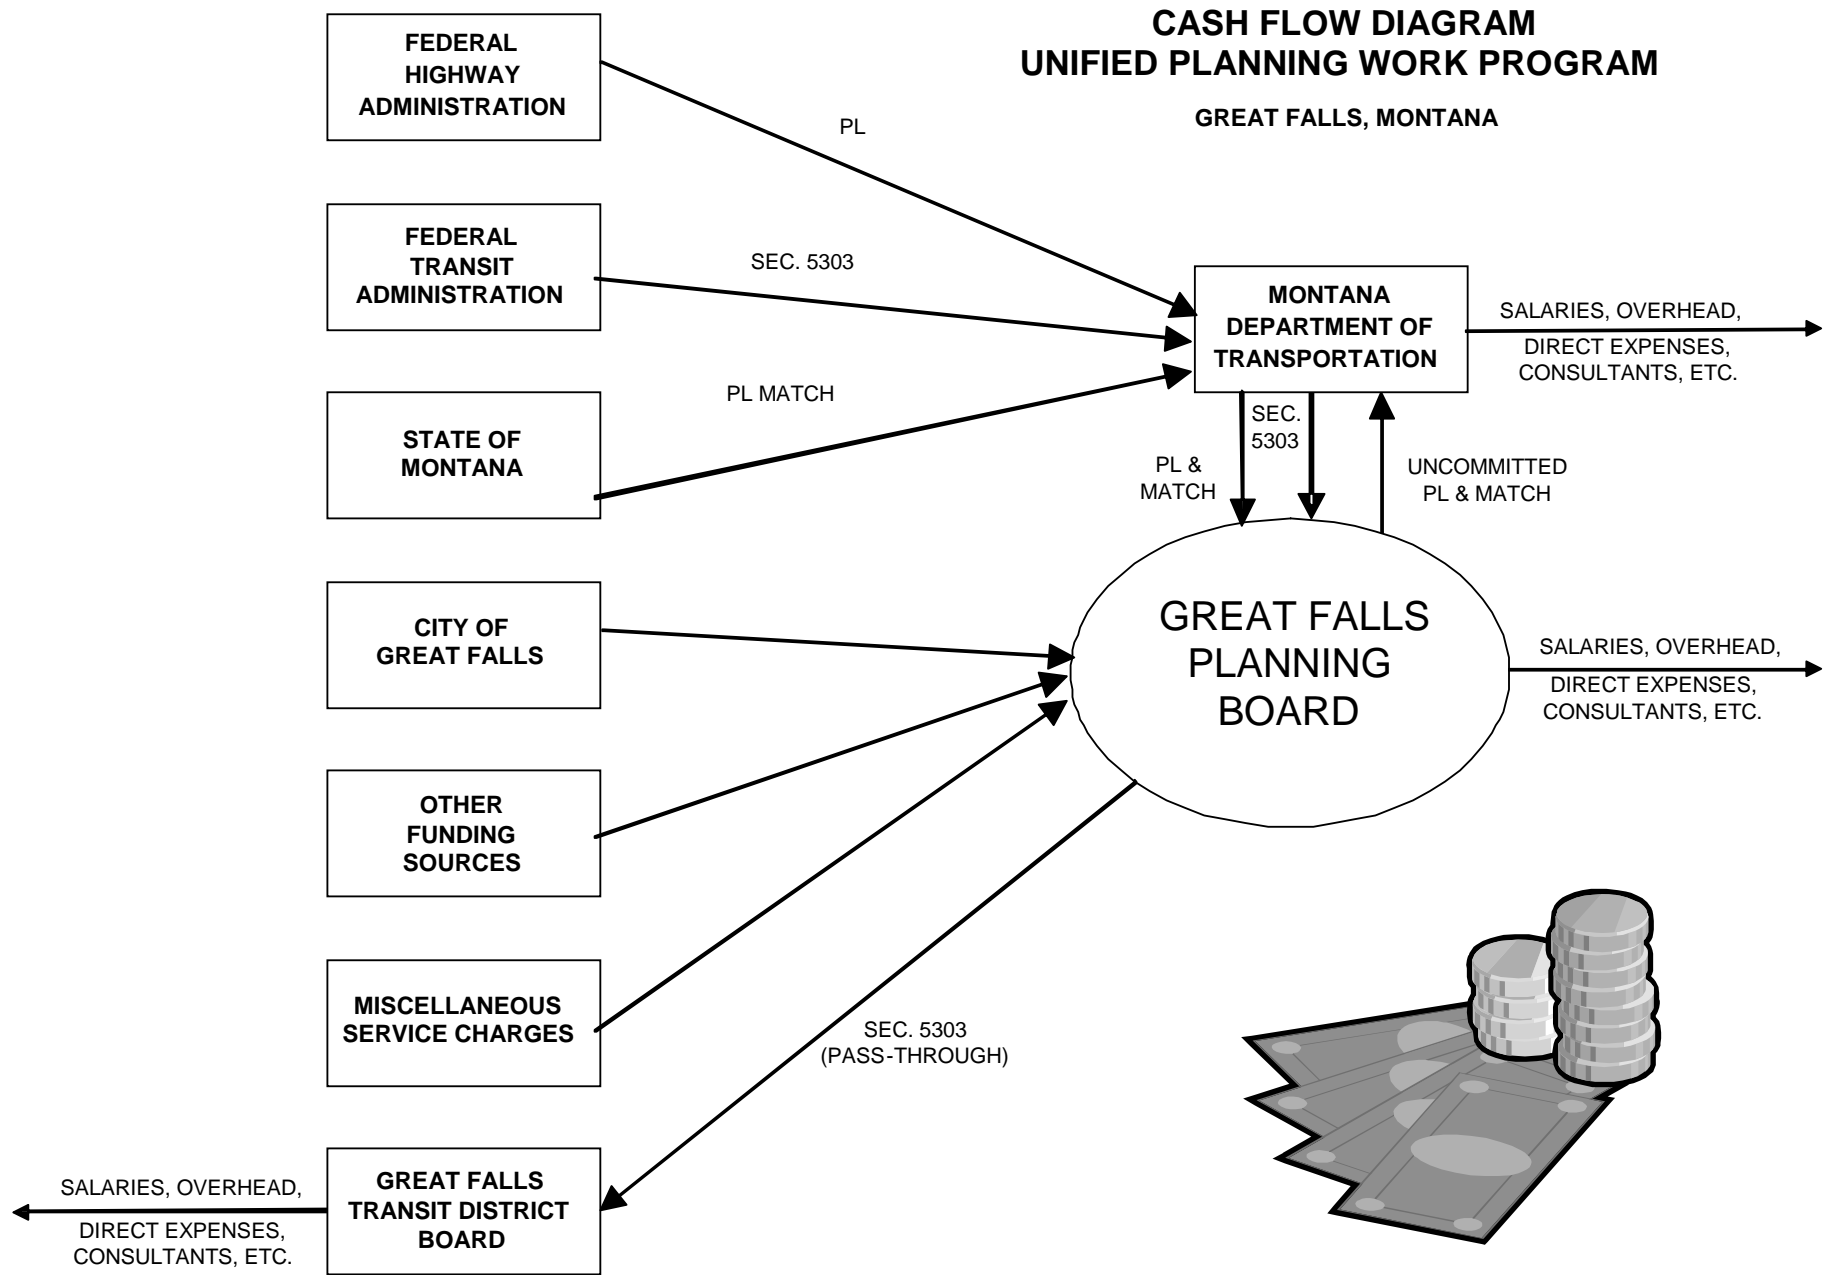 CASH FLOW DIAGRAM
UNIFIED PLANNING WORK PROGRAM
GREAT FALLS, MONTANA
FEDERAL
HIGHWAY
ADMINISTRATION
PL
FEDERAL
TRANSIT
ADMINISTRATION
SEC. 5303
MONTANA
DEPARTMENT OF
TRANSPORTATION
SALARIES, OVERHEAD,
DIRECT EXPENSES,
CONSULTANTS, ETC.
STATE OF
MONTANA
PL MATCH
PL &
MATCH
SEC.
5303
UNCOMMITTED
PL & MATCH
CITY OF
GREAT FALLS
GREAT FALLS
PLANNING
BOARD
SALARIES, OVERHEAD,
DIRECT EXPENSES,
CONSULTANTS, ETC.
OTHER
FUNDING
SOURCES
MISCELLANEOUS
SERVICE CHARGES
SEC. 5303
(PASS-THROUGH)
GREAT FALLS
TRANSIT DISTRICT
BOARD
SALARIES, OVERHEAD,
DIRECT EXPENSES,
CONSULTANTS, ETC.